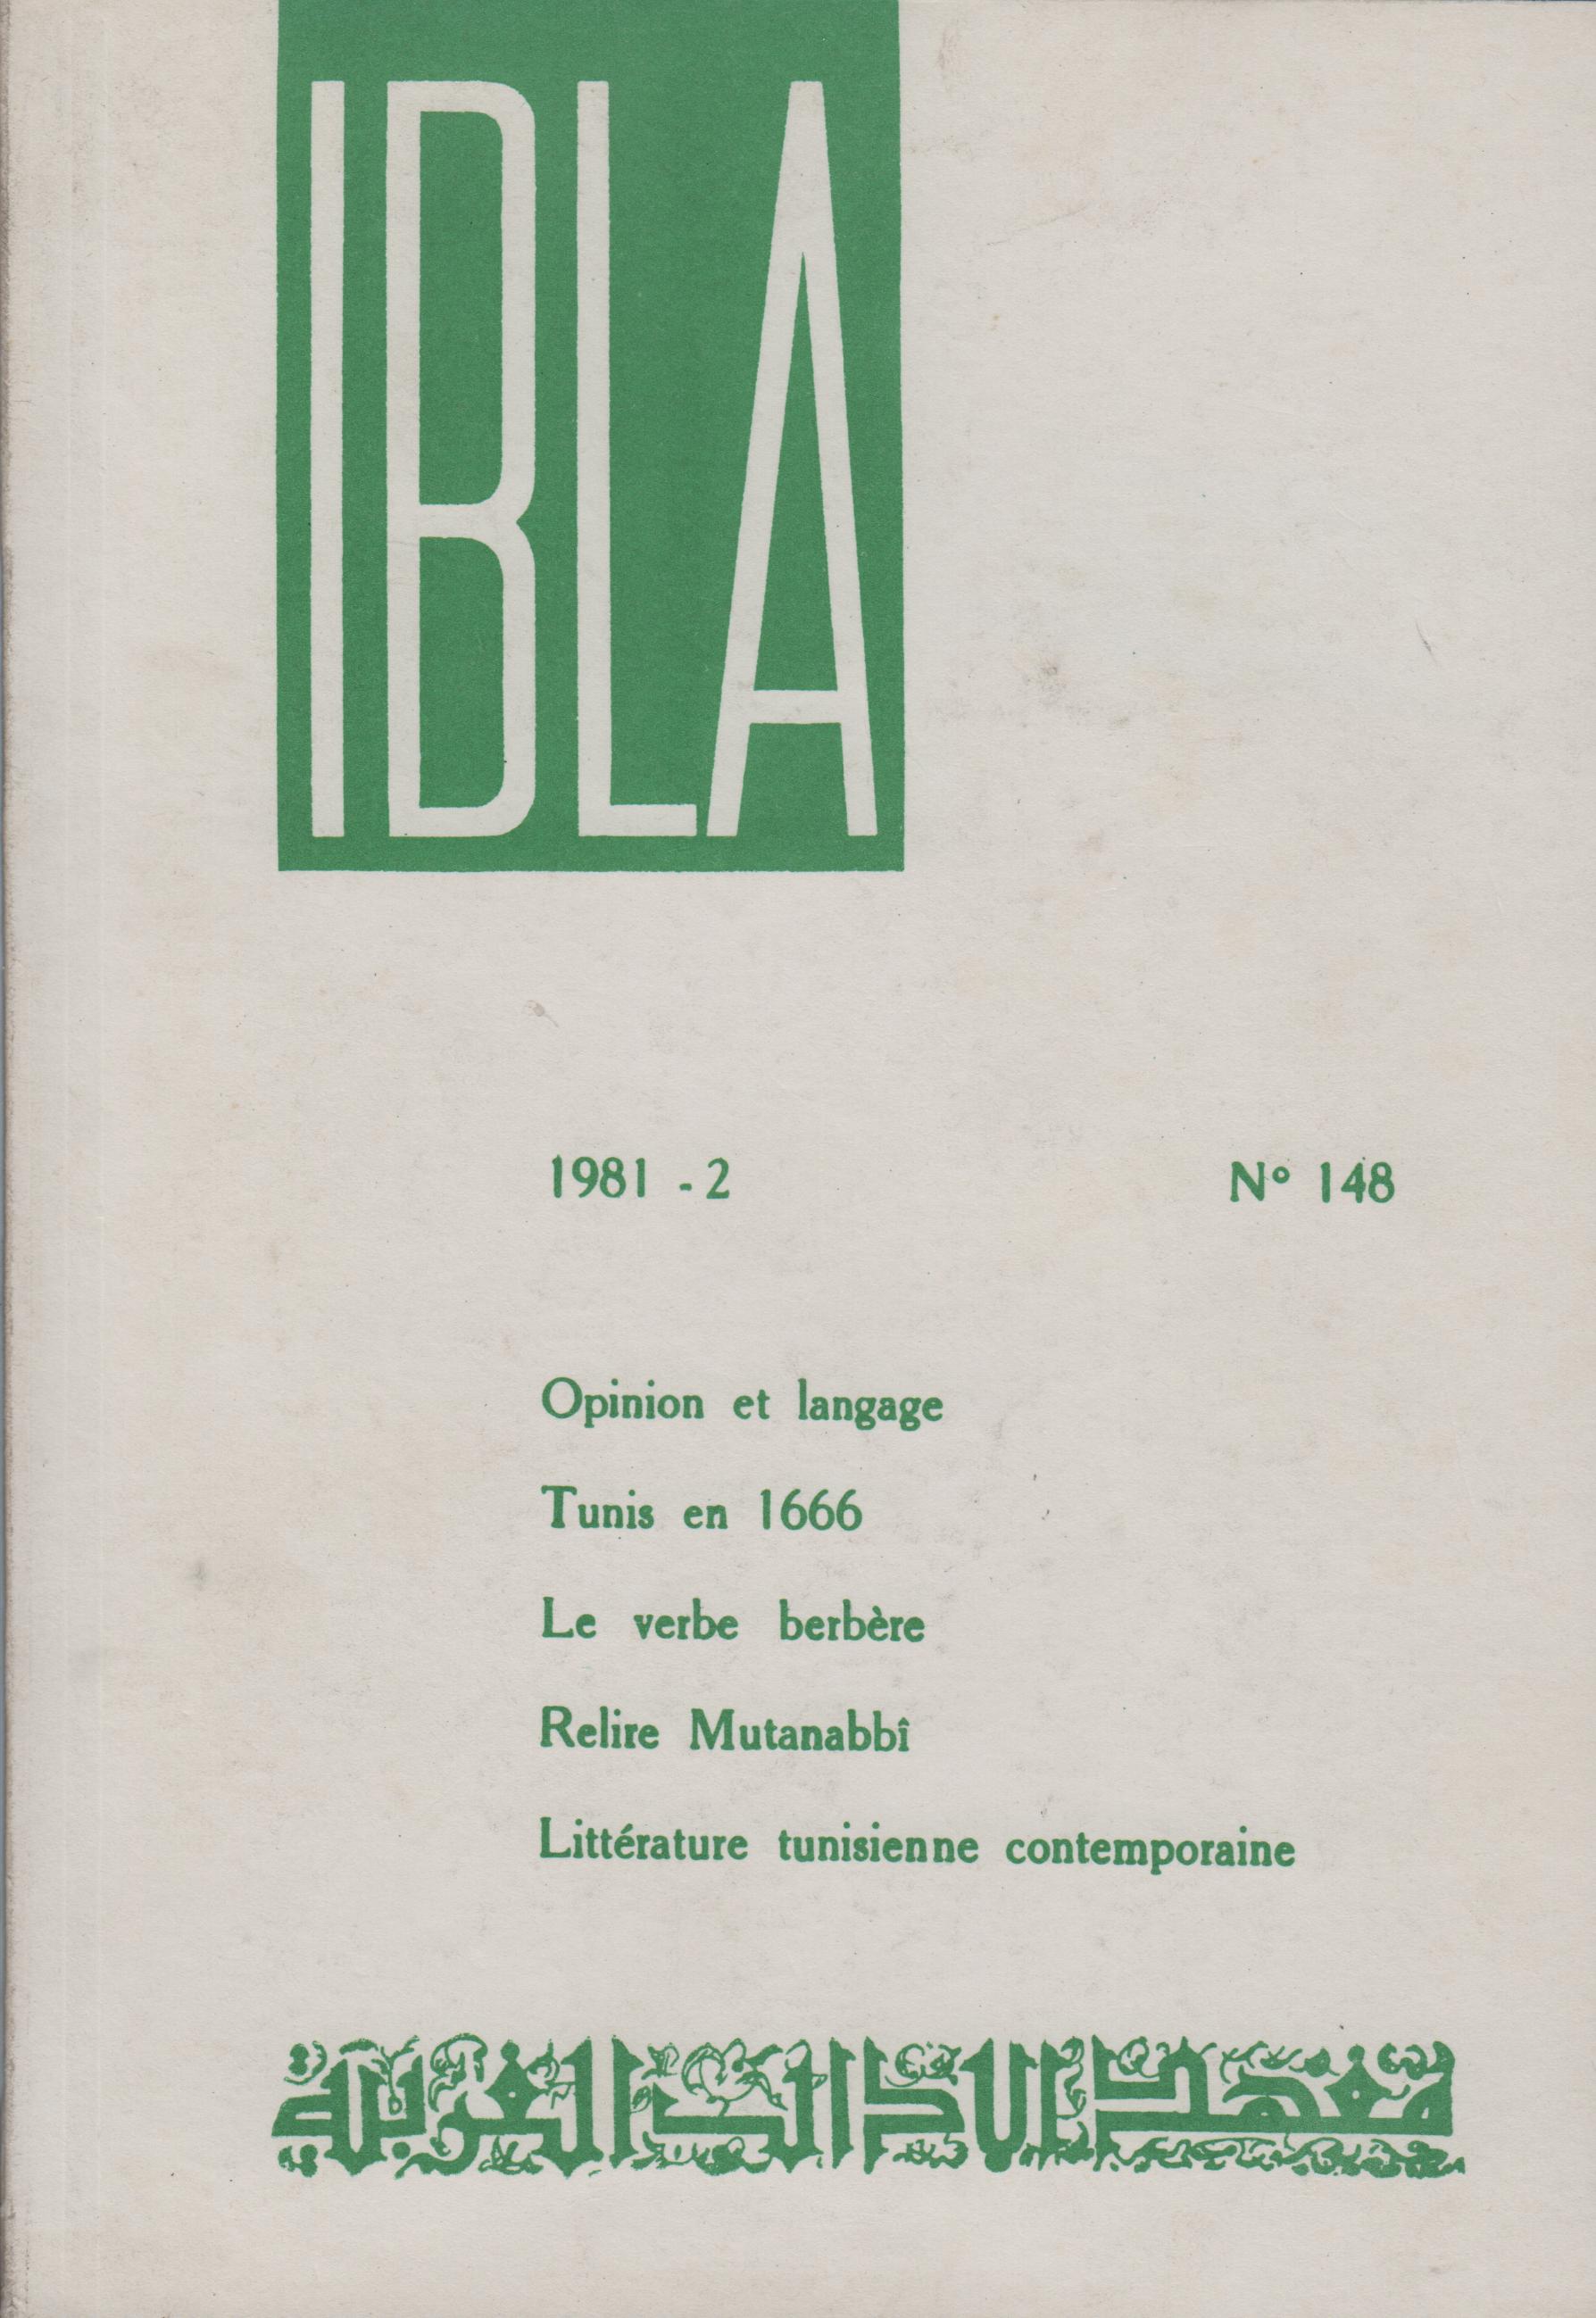 IBLA
1981 - 2 N° 148
Opinion et langage
Tunis en 1666
Le verbe berbère
Relire Mutanabbî
Littérature tunisienne contemporaine
معهد الاداب العربية